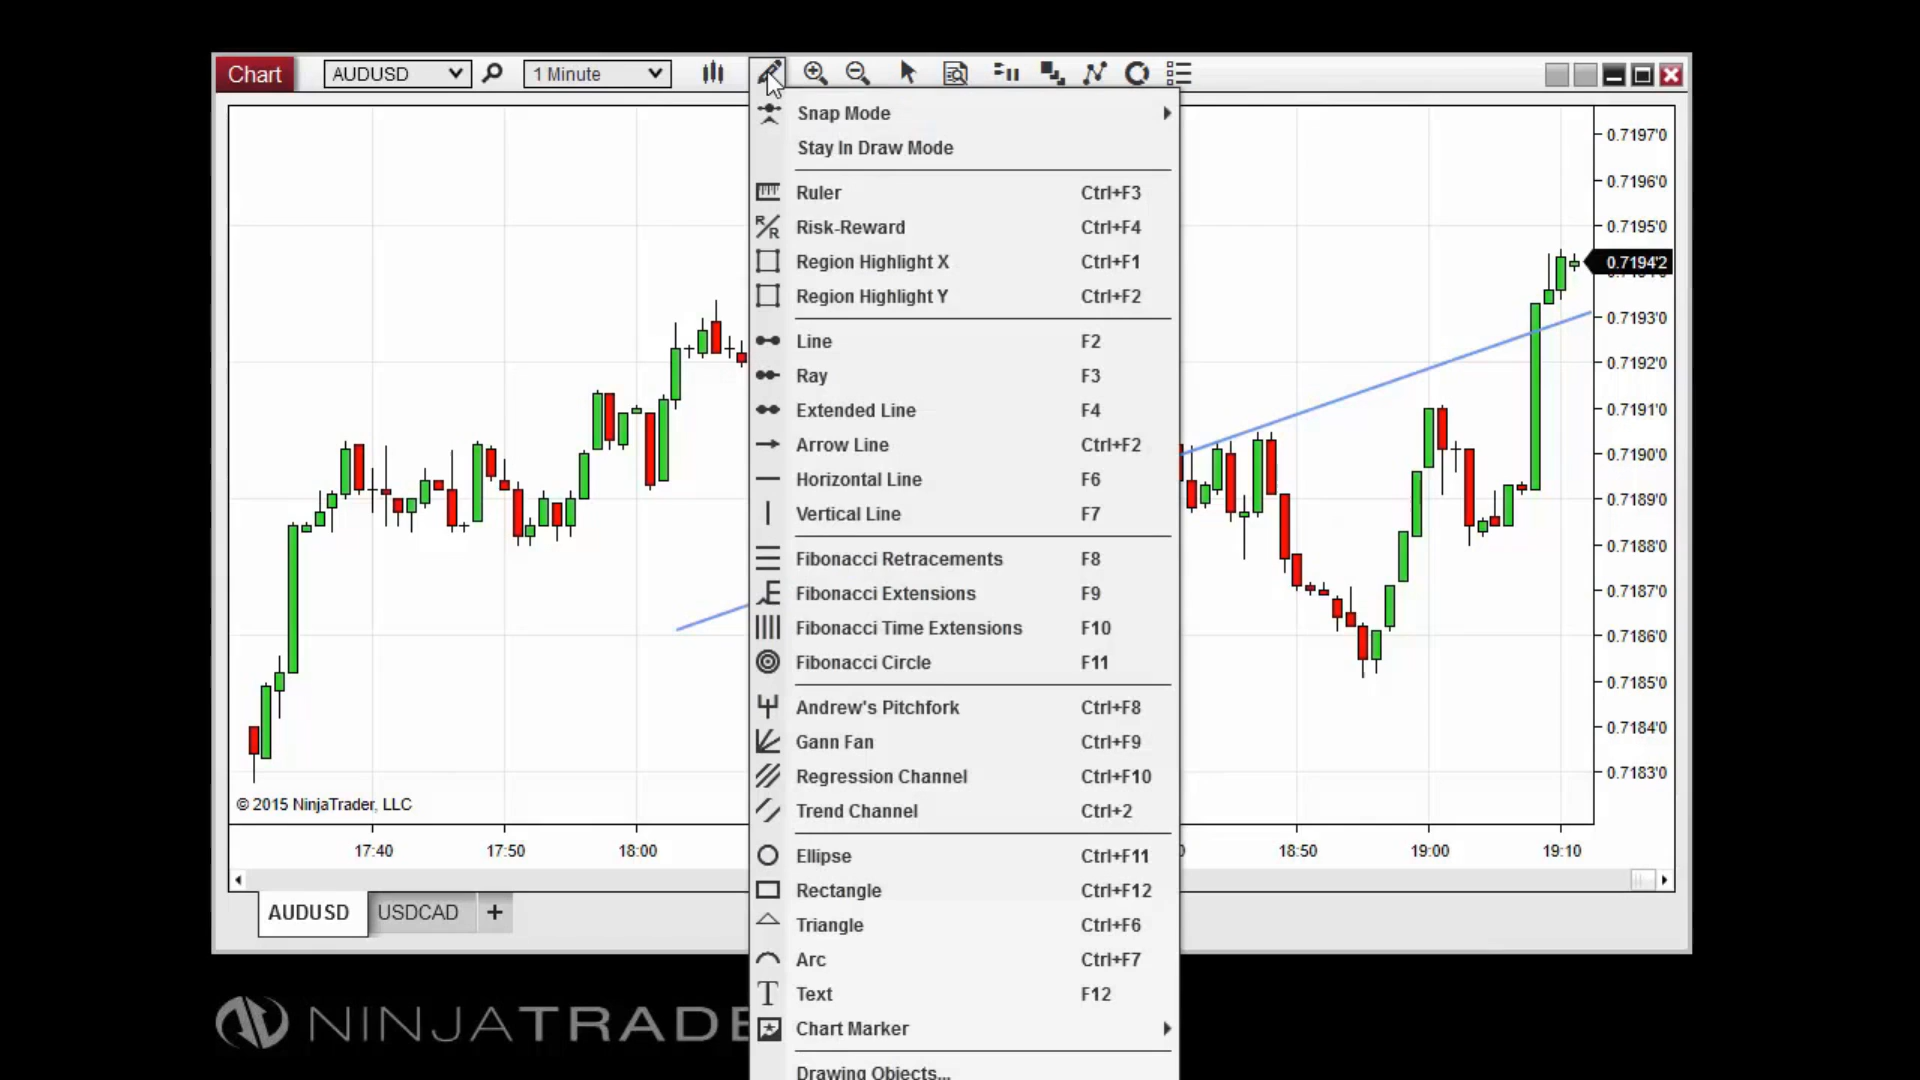 Chart
AUDUSD
1 Minute
Snap Mode
Stay In Draw Mode
Ruler Ctrl+F3
Risk-Reward Ctrl+F4
Region Highlight X Ctrl+F1
Region Highlight Y Ctrl+F2
Line F2
Ray F3
Extended Line F4
Arrow Line Ctrl+F2
Horizontal Line F6
Vertical Line F7
Fibonacci Retracements F8
Fibonacci Extensions F9
Fibonacci Time Extensions F10
Fibonacci Circle F11
Andrew's Pitchfork Ctrl+F8
Gann Fan Ctrl+F9
Regression Channel Ctrl+F10
Trend Channel Ctrl+2
Ellipse Ctrl+F11
Rectangle Ctrl+F12
Triangle Ctrl+F6
Arc Ctrl+F7
Text F12
Chart Marker
Drawing Objects...
0.7197'0
0.7196'0
0.7195'0
0.7194'2
0.7193'0
0.7192'0
0.7191'0
0.7190'0
0.7189'0
0.7188'0
0.7187'0
0.7186'0
0.7185'0
0.7184'0
0.7183'0
© 2015 NinjaTrader, LLC
17:40 17:50 18:00 18:50 19:00 19:10
AUDUSD USDCAD +
NINJATRADE